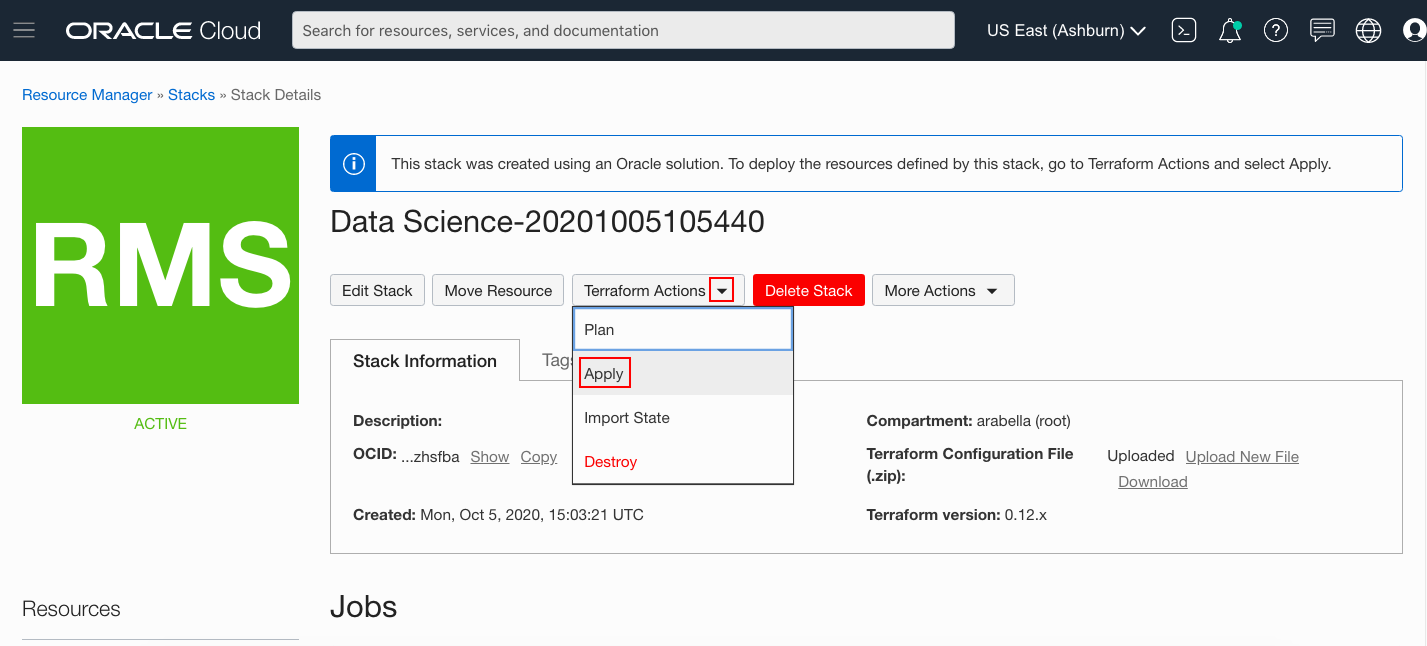 ORACLE Cloud
Search for resources, services, and documentation
US East (Ashburn)
Resource Manager » Stacks » Stack Details
RMS
ACTIVE
This stack was created using an Oracle solution. To deploy the resources defined by this stack, go to Terraform Actions and select Apply.
Data Science-20201005105440
Edit Stack
Move Resource
Terraform Actions
Delete Stack
More Actions
Plan
Apply
Import State
Destroy
Stack Information
Tags
Description:
OCID: ...zhsfba Show Copy
Created: Mon, Oct 5, 2020, 15:03:21 UTC
Compartment: arabella (root)
Terraform Configuration File
(.zip):
Uploaded Upload New File
Download
Terraform version: 0.12.x
Resources
Jobs